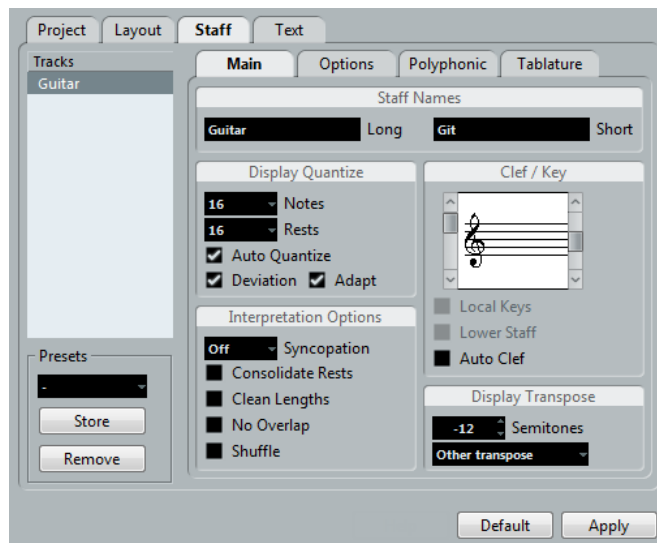 Project Layout Staff Text
Tracks
Guitar
Main Options Polyphonic Tablature
Staff Names
Guitar Long Git Short
Display Quantize
16 Notes
16 Rests
Auto Quantize
Deviation Adapt
Clef / Key
Local Keys
Lower Staff
Auto Clef
Interpretation Options
Off Syncopation
Consolidate Rests
Clean Lengths
No Overlap
Shuffle
Display Transpose
-12 Semitones
Other transpose
Presets
-
Store
Remove
Default Apply